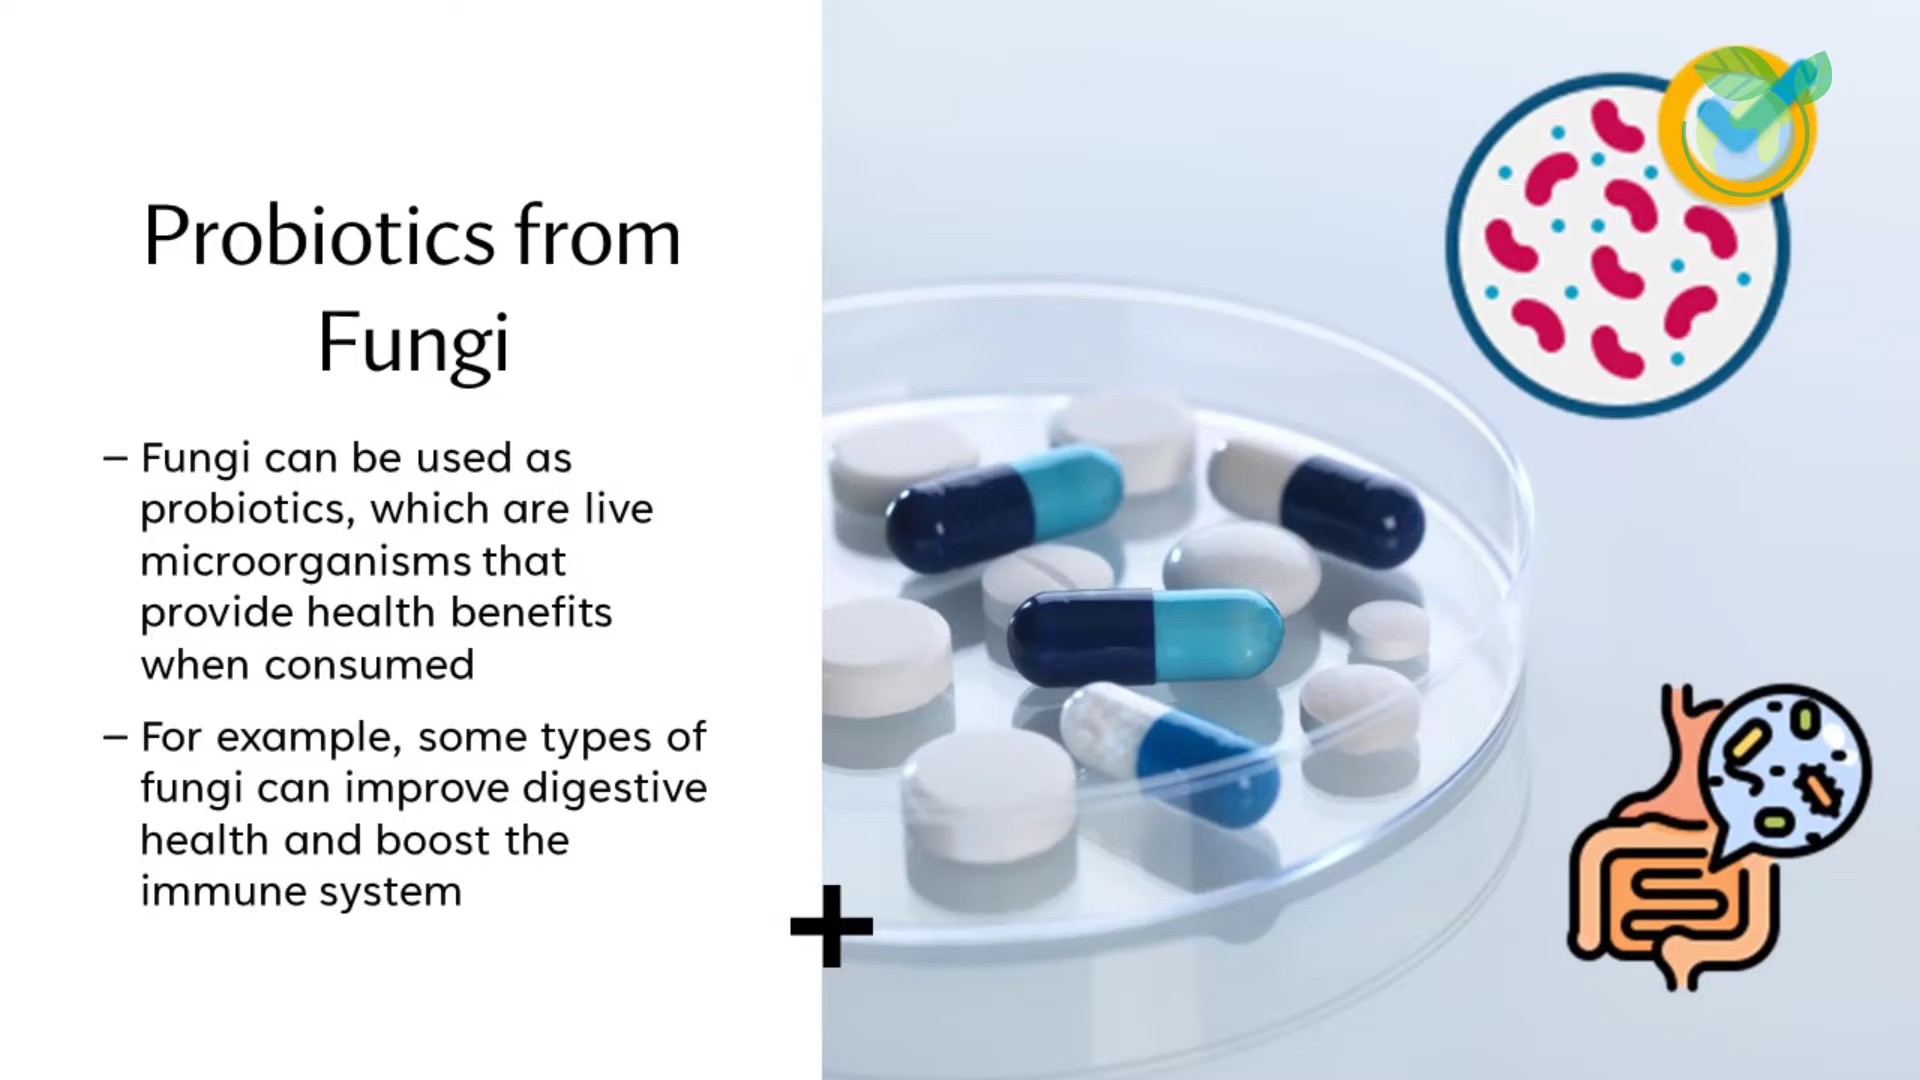 Probiotics from
Fungi
– Fungi can be used as
probiotics, which are live
microorganisms that
provide health benefits
when consumed
– For example, some types of
fungi can improve digestive
health and boost the
immune system